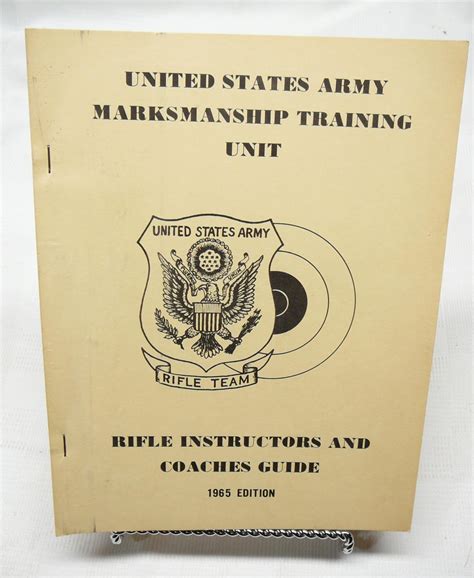 UNITED STATES ARMY
MARKSMANSHIP TRAINING
UNIT
UNITED STATES ARMY
RIFLE TEAM
RIFLE INSTRUCTORS AND
COACHES GUIDE
1965 EDITION